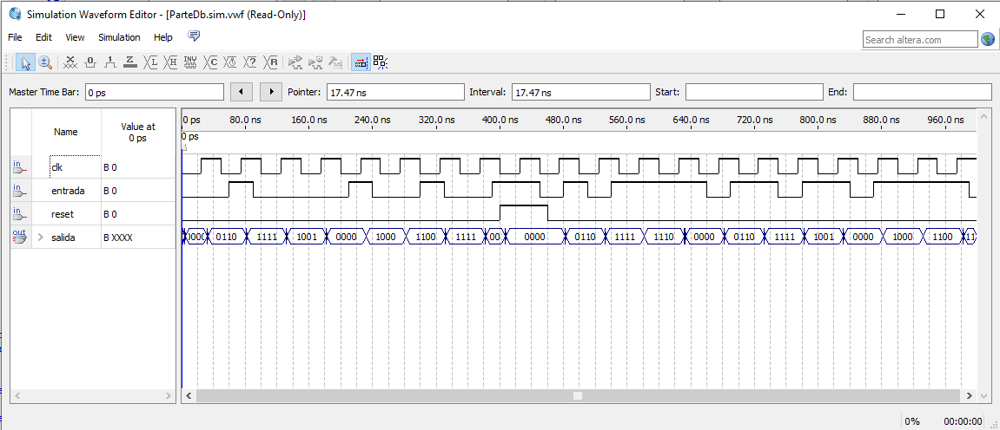 Simulation Waveform Editor - [ParteDb.sim.vwf (Read-Only)]
File Edit View Simulation Help
Search altera.com
Master Time Bar: 0 ps Pointer: 17.47 ns Interval: 17.47 ns Start: End:
Name Value at 0 ps
0 ps 80.0 ns 160.0 ns 240.0 ns 320.0 ns 400.0 ns 480.0 ns 560.0 ns 640.0 ns 720.0 ns 800.0 ns 880.0 ns 960.0 ns
0 ps
in clk B 0
in entrada B 0
in reset B 0
out salida B XXXX 0000 0110 1111 1001 0000 1000 1100 1111 00 0000 0110 1111 1110 0000 0110 1111 1001 0000 1000 1100 11
0% 00:00:00